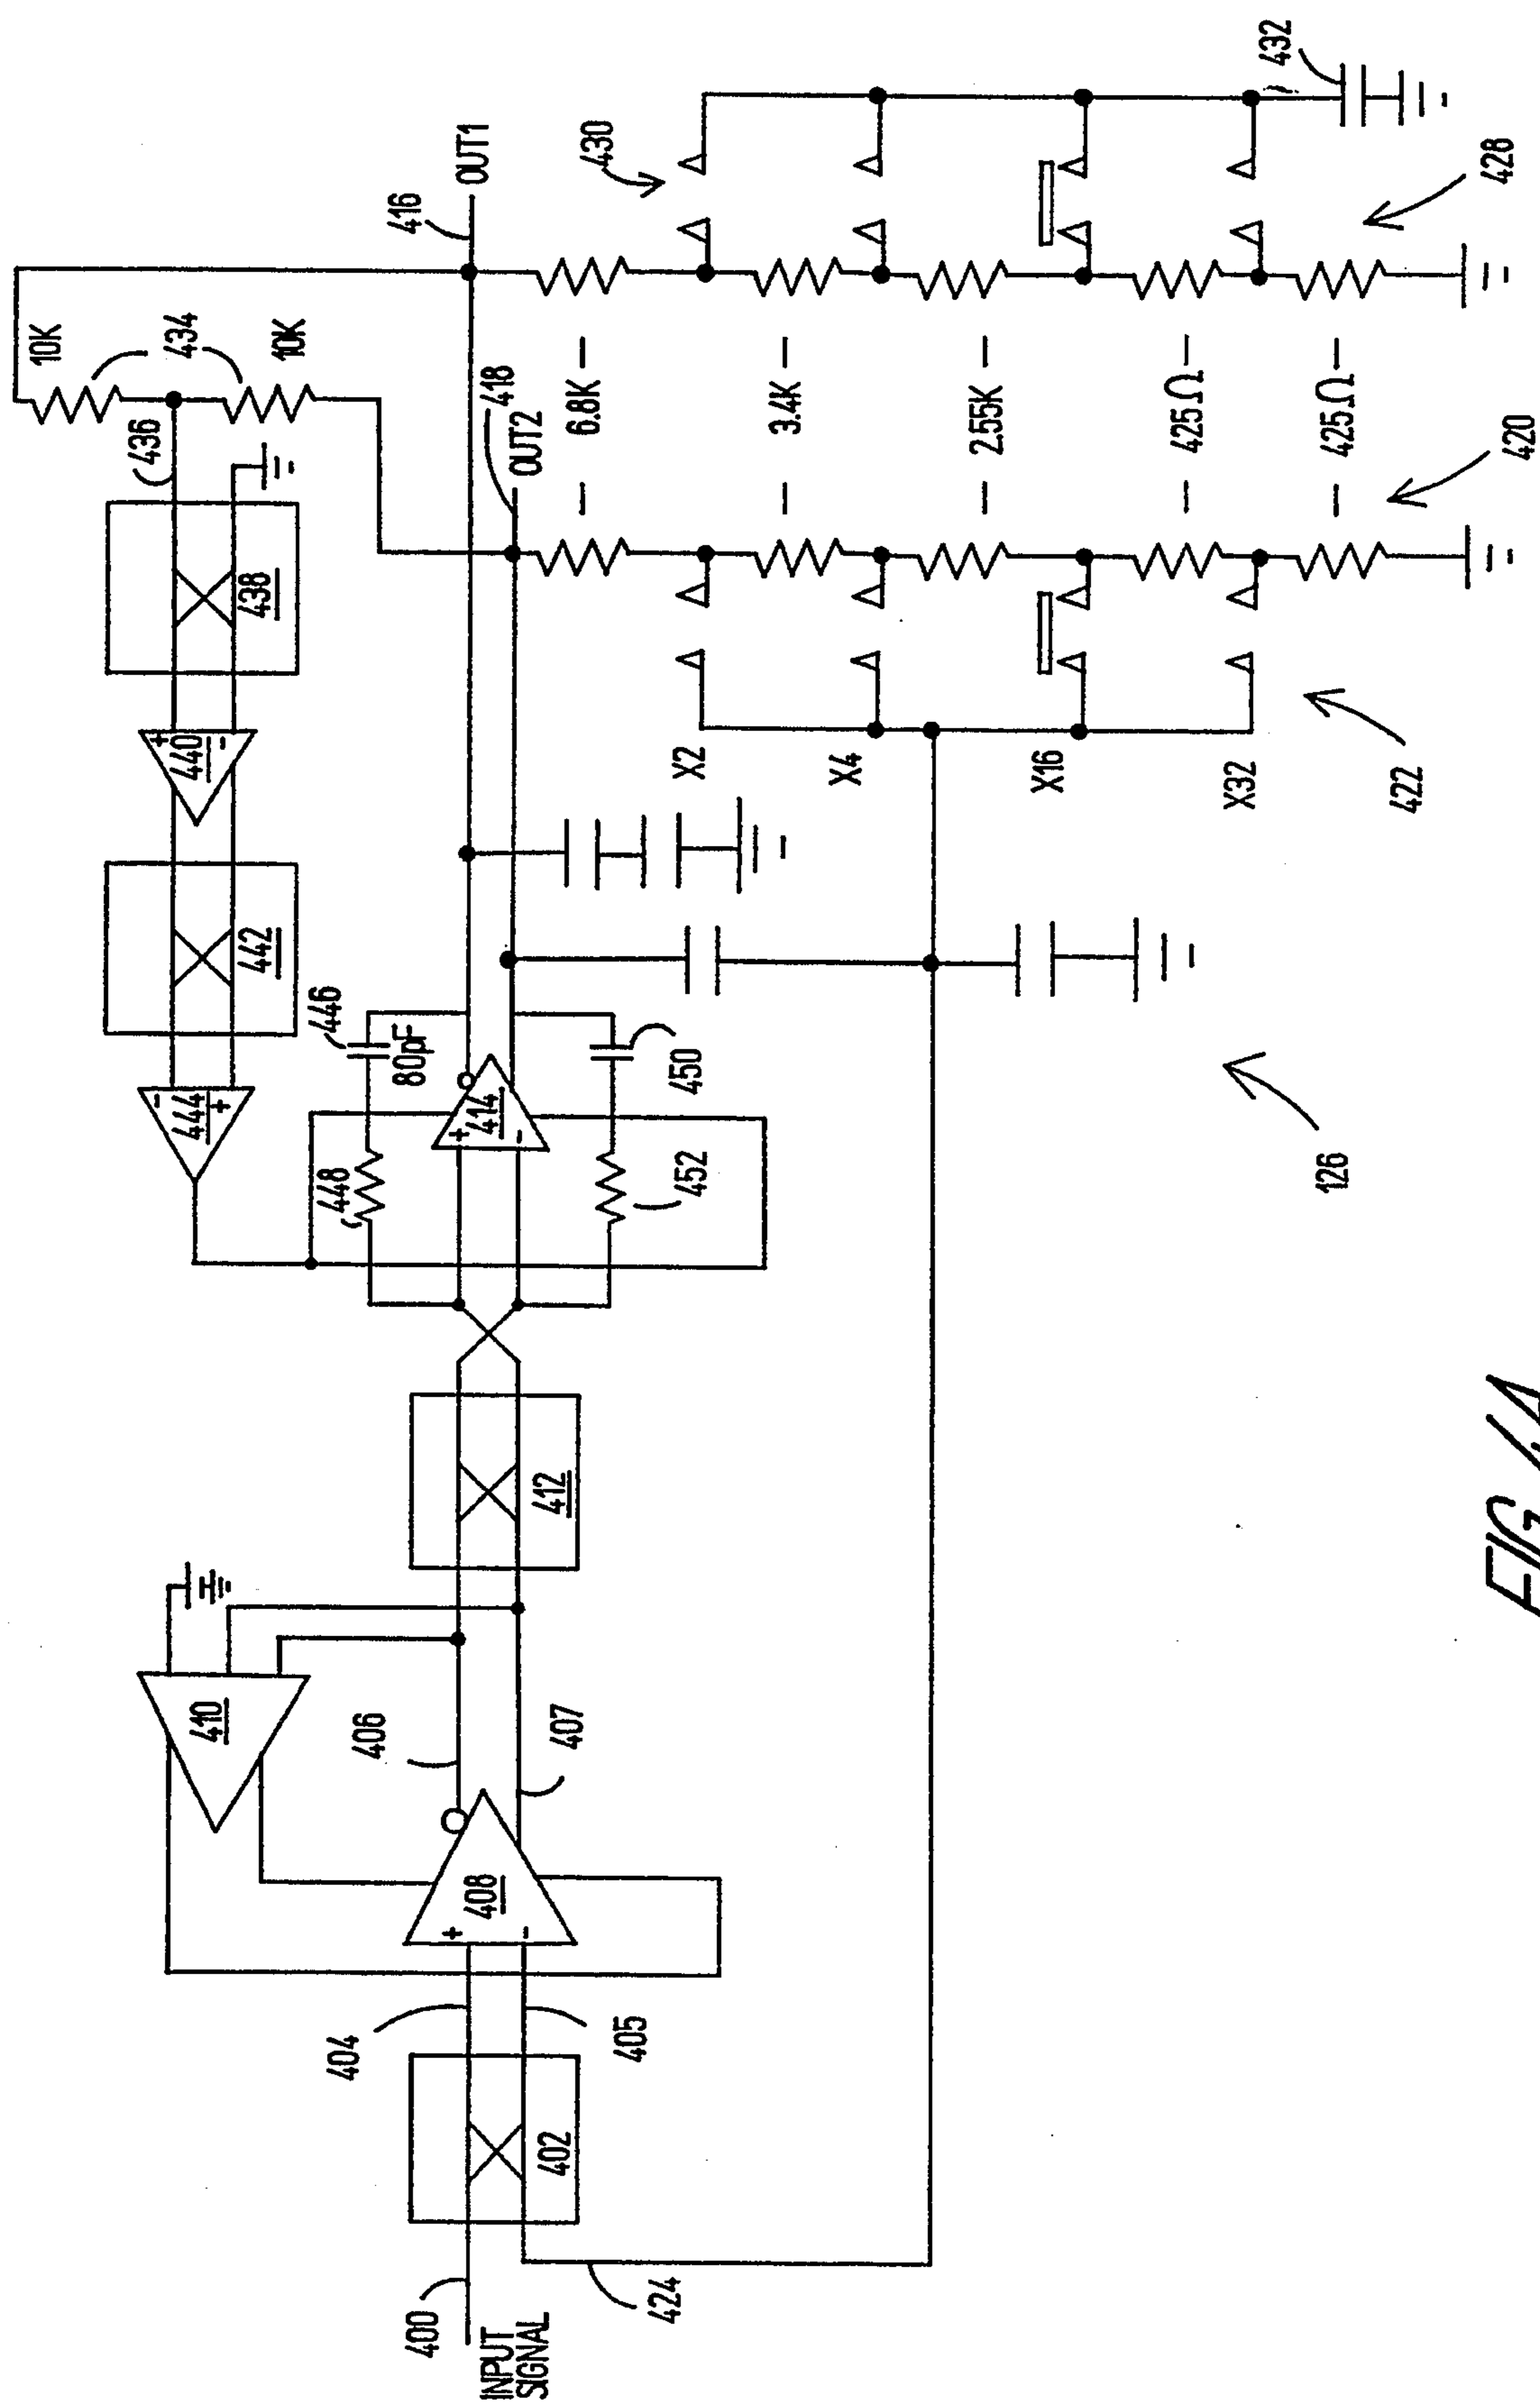 INPUT
SIGNAL
400
424
402
404
405
+
408
-
406
407
410
412
448
446
80pF
+
414
-
452
450
-
444
+
442
+
440
-
438
436
10K
434
10K
416
OUT1
418
OUT2
6.8K
3.4K
2.55K
425Ω
425Ω
X2
X4
X16
X32
422
420
428
430
432
126
FIG. 4A